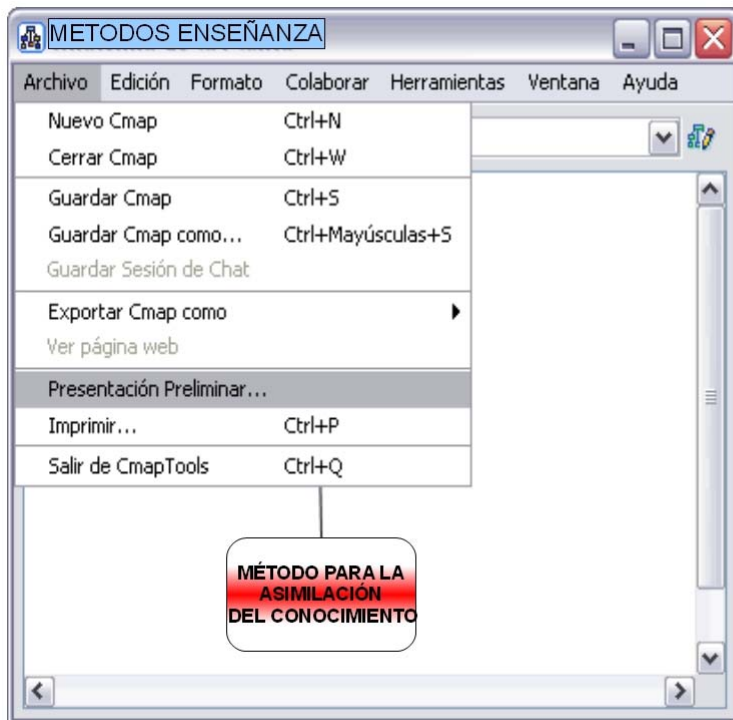 METODOS ENSEÑANZA
Archivo Edición Formato Colaborar Herramientas Ventana Ayuda
Nuevo Cmap Ctrl+N
Cerrar Cmap Ctrl+W
Guardar Cmap Ctrl+S
Guardar Cmap como... Ctrl+Mayúsculas+S
Guardar Sesión de Chat
Exportar Cmap como
Ver página web
Presentación Preliminar...
Imprimir... Ctrl+P
Salir de CmapTools Ctrl+Q
MÉTODO PARA LA
ASIMILACIÓN
DEL CONOCIMIENTO